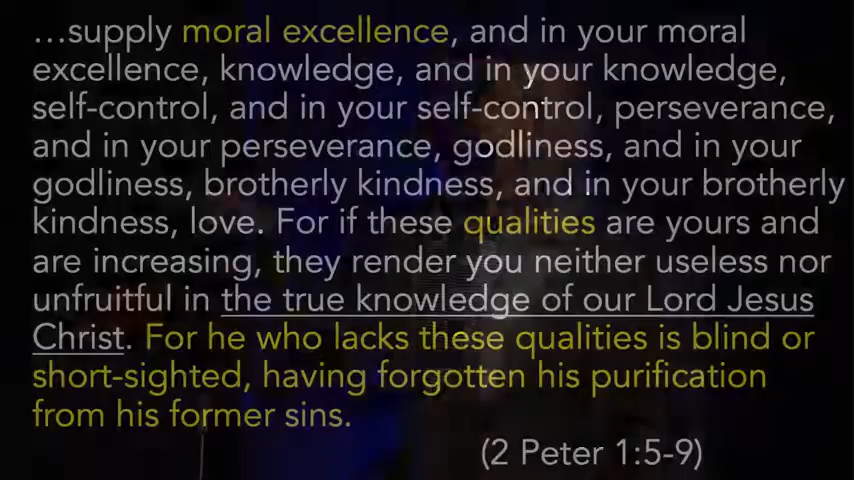 …supply moral excellence, and in your moral
excellence, knowledge, and in your knowledge,
self-control, and in your self-control, perseverance,
and in your perseverance, godliness, and in your
godliness, brotherly kindness, and in your brotherly
kindness, love. For if these qualities are yours and
are increasing, they render you neither useless nor
unfruitful in the true knowledge of our Lord Jesus
Christ. For he who lacks these qualities is blind or
short-sighted, having forgotten his purification
from his former sins.
(2 Peter 1:5-9)